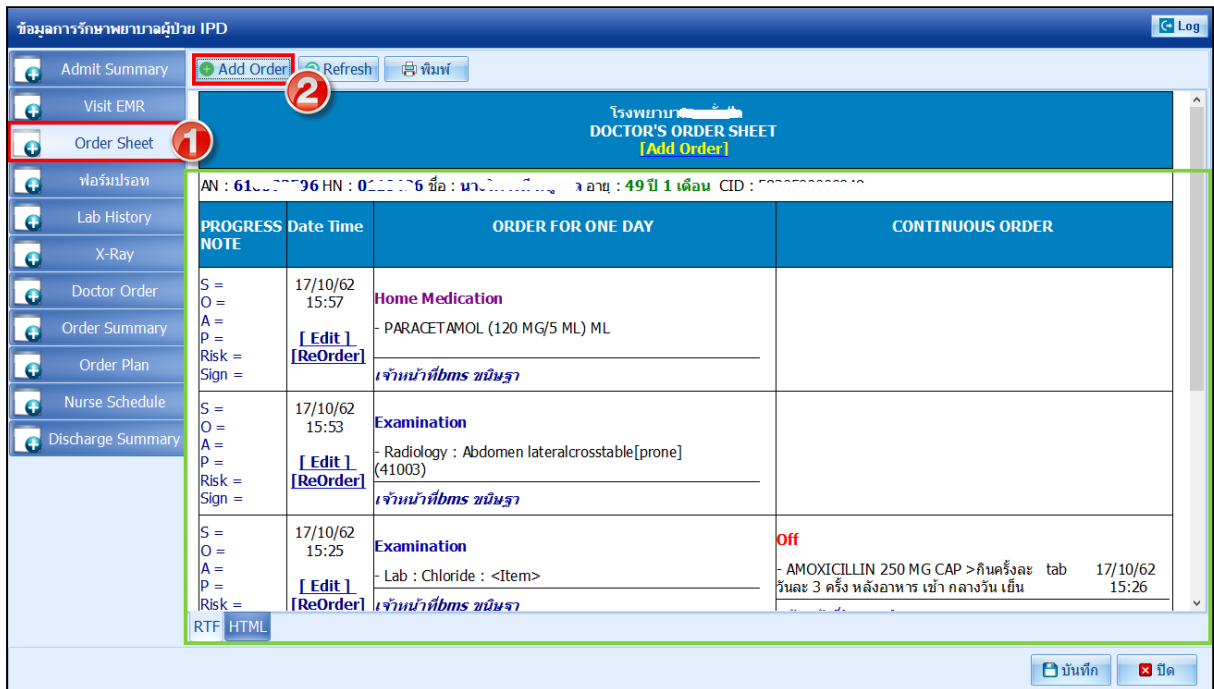 ข้อมูลการรักษาพยาบาลผู้ป่วย IPD
Log
Admit Summary
Visit EMR
Order Sheet
1
ฟอร์มปรอท
Lab History
X-Ray
Doctor Order
Order Summary
Order Plan
Nurse Schedule
Discharge Summary
Add Order Refresh พิมพ์
2
DOCTOR'S ORDER SHEET
[Add Order]
AN : HN : ชื่อ : อายุ : 49 ปี 1 เดือน CID :
PROGRESS NOTE Date Time ORDER FOR ONE DAY CONTINUOUS ORDER
S =
O =
A =
P =
Risk =
Sign =
17/10/62
15:57
[ Edit ]
[ReOrder]
Home Medication
- PARACETAMOL (120 MG/5 ML) ML
เจ้าหน้าที่bms ขนิษฐา
S =
O =
A =
P =
Risk =
Sign =
17/10/62
15:53
[ Edit ]
[ReOrder]
Examination
- Radiology : Abdomen lateralcrosstable[prone]
(41003)
เจ้าหน้าที่bms ขนิษฐา
S =
O =
A =
P =
Risk =
17/10/62
15:25
[ Edit ]
[ReOrder]
Examination
- Lab : Chloride : <Item>
เจ้าหน้าที่bms ขนิษฐา
Off
- AMOXICILLIN 250 MG CAP >กินครั้งละ tab
วันละ 3 ครั้ง หลังอาหาร เช้า กลางวัน เย็น
17/10/62
15:26
RTF HTML
บันทึก ปิด